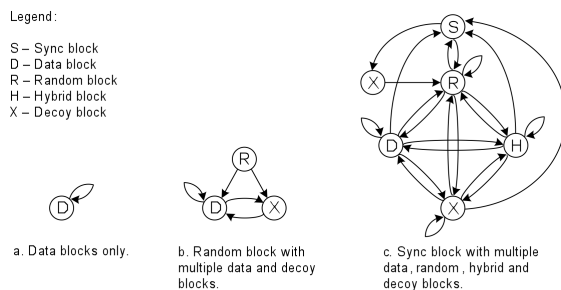 Legend:
S – Sync block
D – Data block
R – Random block
H – Hybrid block
X – Decoy block
D
a. Data blocks only.
R
D
X
b. Random block with
multiple data and decoy
blocks.
S
X
R
D
H
X
c. Sync block with multiple
data, random, hybrid and
decoy blocks.